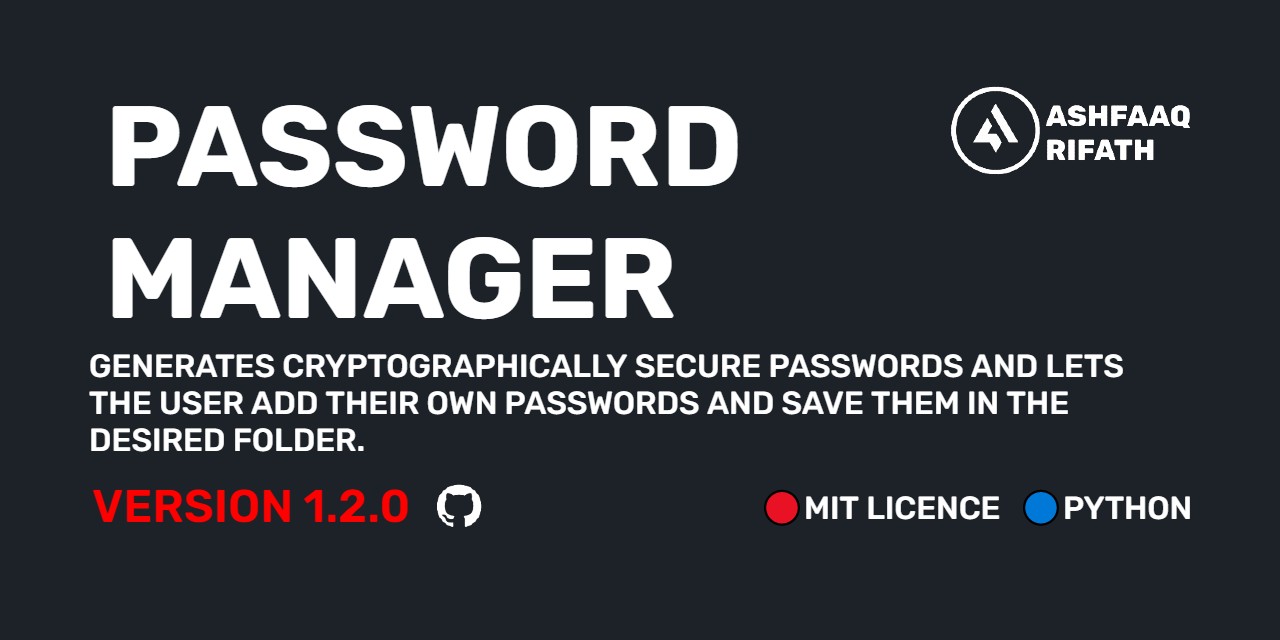 PASSWORD
MANAGER
ASHFAAQ
RIFATH
GENERATES CRYPTOGRAPHICALLY SECURE PASSWORDS AND LETS
THE USER ADD THEIR OWN PASSWORDS AND SAVE THEM IN THE
DESIRED FOLDER.
VERSION 1.2.0
MIT LICENCE
PYTHON